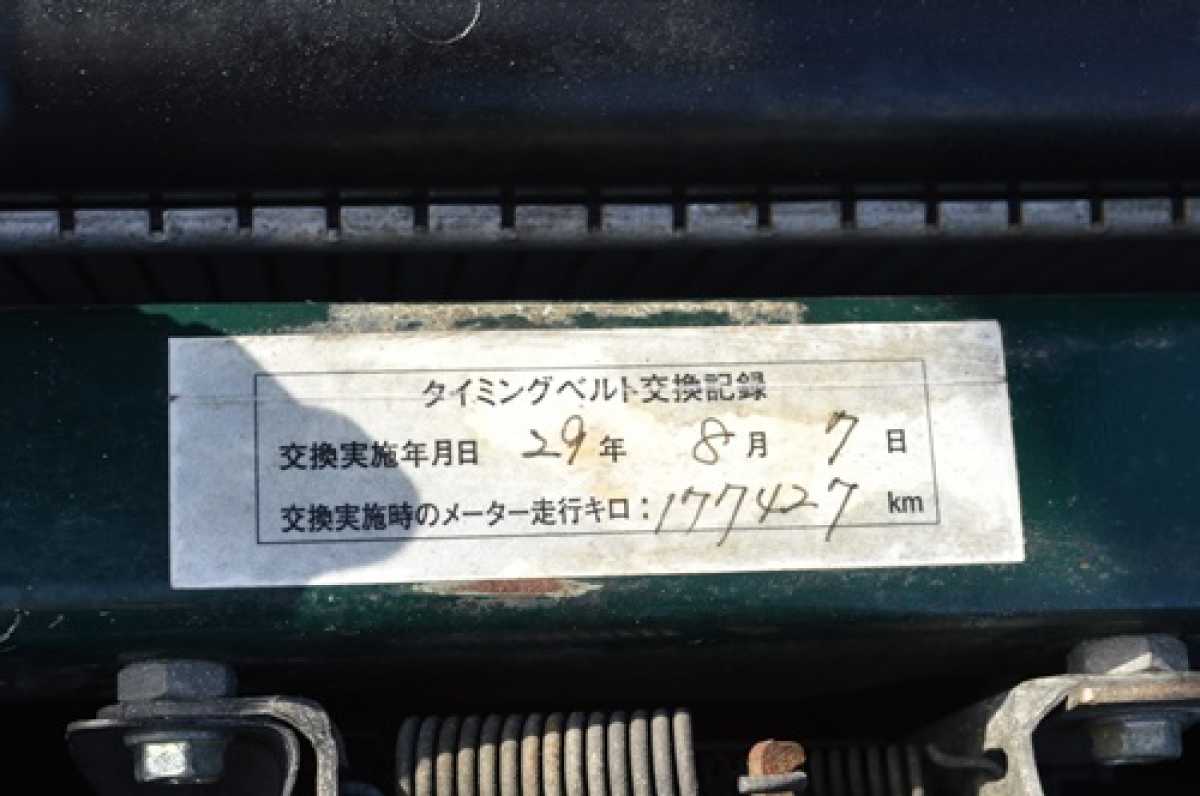 タイミングベルト交換記録
交換実施年月日 29年 8月 7日
交換実施時のメーター走行キロ：177427 km